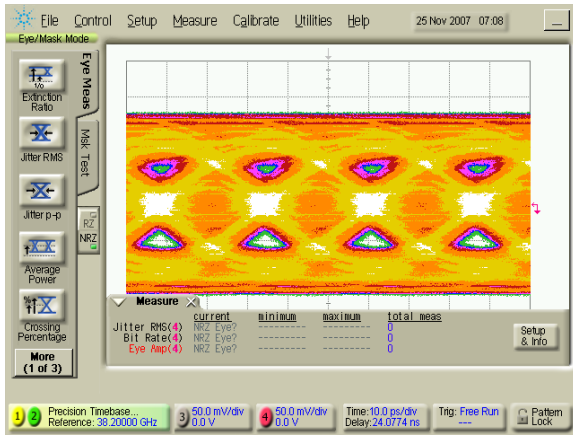 File Control Setup Measure Calibrate Utilities Help 25 Nov 2007 07:08
Eye/Mask Mode
Eye Meas
Msk Test
1/0
Extinction
Ratio
Jitter RMS
Jitter p-p
RZ
NRZ
Average
Power
Crossing
Percentage
More
(1 of 3)
Measure
current minimum maximum total meas
Jitter RMS(4) NRZ Eye? --------- --------- 0
Bit Rate(4) NRZ Eye? --------- --------- 0
Eye Amp(4) NRZ Eye? --------- --------- 0
Setup
& Info
1 2 Precision Timebase...
Reference: 38.20000 GHz
3 50.0 mV/div
0.0 V
4 50.0 mV/div
0.0 V
Time:10.0 ps/div
Delay:24.0774 ns
Trig: Free Run
Pattern
Lock